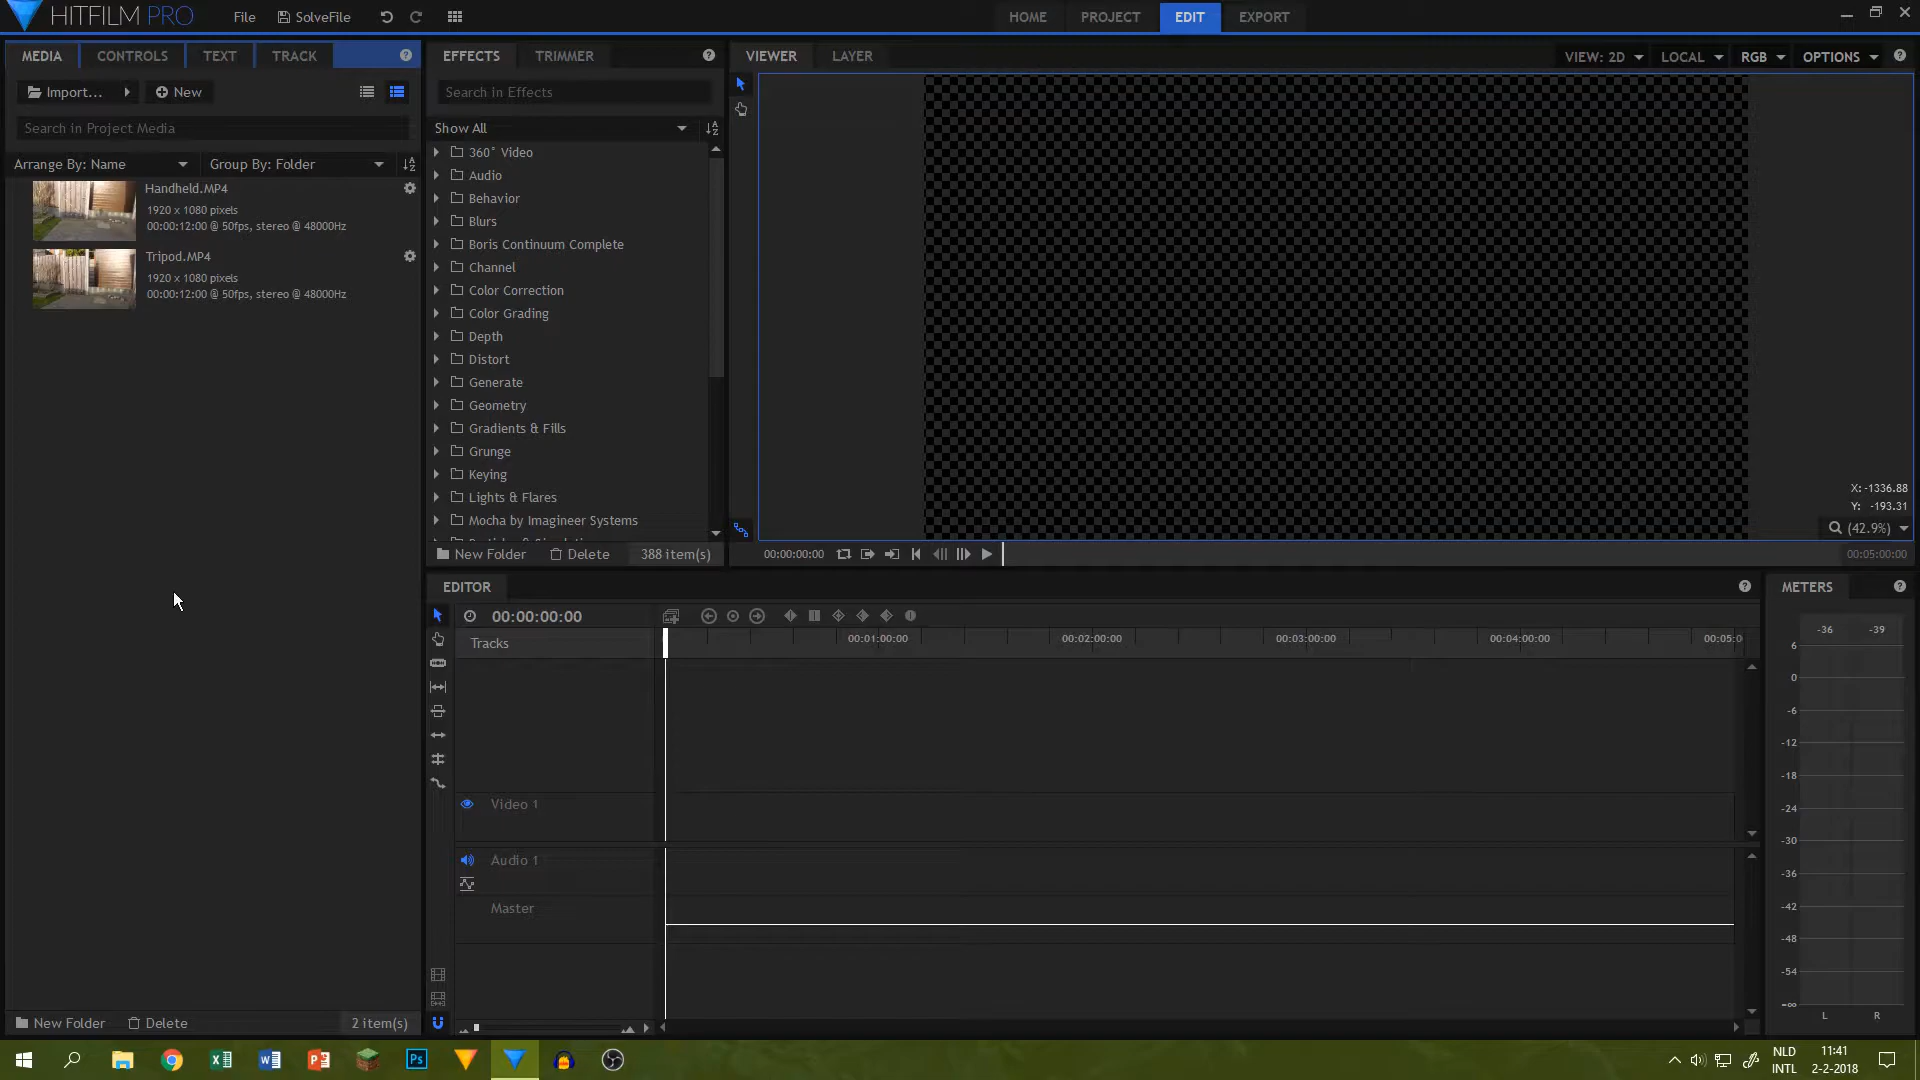 HITFILM PRO
File
SolveFile
HOME
PROJECT
EDIT
EXPORT
MEDIA
CONTROLS
TEXT
TRACK
Import...
New
Search in Project Media
Arrange By: Name
Group By: Folder
Handheld.MP4
1920 x 1080 pixels
00:00:12:00 @ 50fps, stereo @ 48000Hz
Tripod.MP4
1920 x 1080 pixels
00:00:12:00 @ 50fps, stereo @ 48000Hz
New Folder
Delete
2 item(s)
EFFECTS
TRIMMER
Search in Effects
Show All
360° Video
Audio
Behavior
Blurs
Boris Continuum Complete
Channel
Color Correction
Color Grading
Depth
Distort
Generate
Geometry
Gradients & Fills
Grunge
Keying
Lights & Flares
Mocha by Imagineer Systems
New Folder
Delete
388 item(s)
VIEWER
LAYER
VIEW: 2D
LOCAL
RGB
OPTIONS
X: -1336.88
Y: -193.31
(42.9%)
00:00:00:00
00:05:00:00
EDITOR
00:00:00:00
Tracks
00:01:00:00
00:02:00:00
00:03:00:00
00:04:00:00
00:05:0
Video 1
Audio 1
Master
METERS
-36 -39
6
0
-6
-12
-18
-24
-30
-36
-42
-48
-54
-∞
L R
NLD
INTL
11:41
2-2-2018